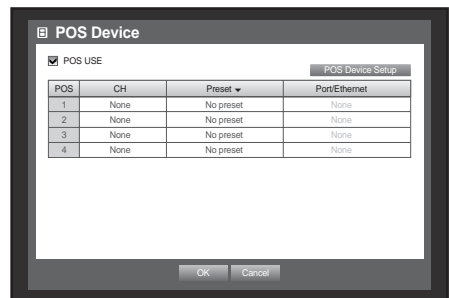 POS Device
POS USE
POS Device Setup
POS CH Preset Port/Ethernet
1 None No preset None
2 None No preset None
3 None No preset None
4 None No preset None
OK Cancel